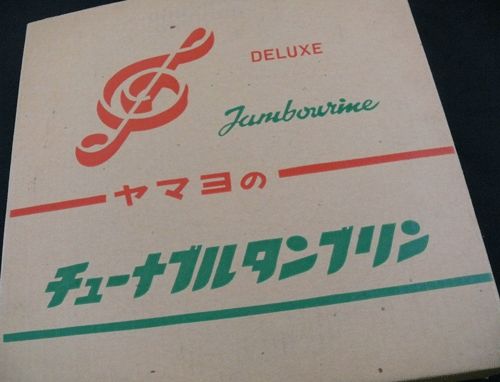 DELUXE
Tambourine
ヤマヨの
チューナブルタンブリン